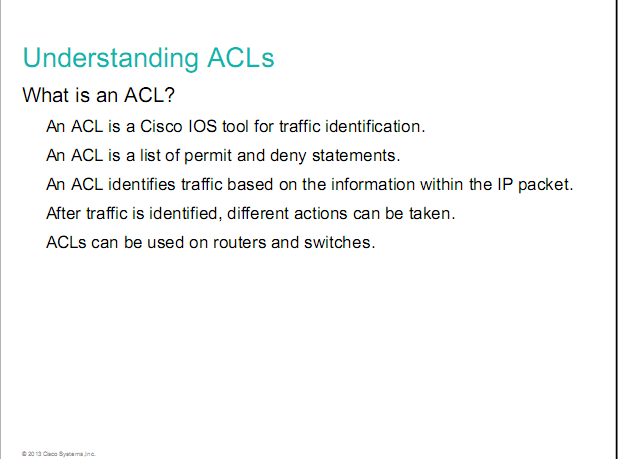 Understanding ACLs
What is an ACL?
An ACL is a Cisco IOS tool for traffic identification.
An ACL is a list of permit and deny statements.
An ACL identifies traffic based on the information within the IP packet.
After traffic is identified, different actions can be taken.
ACLs can be used on routers and switches.
© 2013 Cisco Systems, Inc.